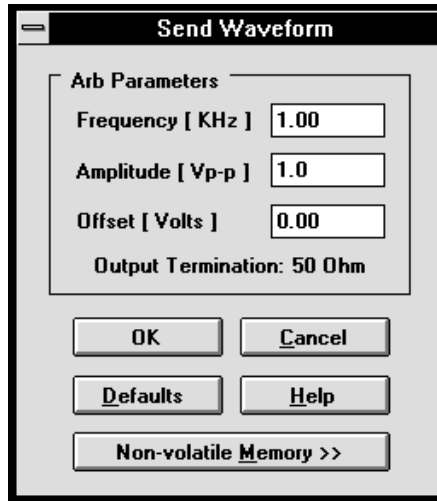 Send Waveform
Arb Parameters
Frequency [ KHz ] 1.00
Amplitude [ Vp-p ] 1.0
Offset [ Volts ] 0.00
Output Termination: 50 Ohm
OK Cancel
Defaults Help
Non-volatile Memory >>